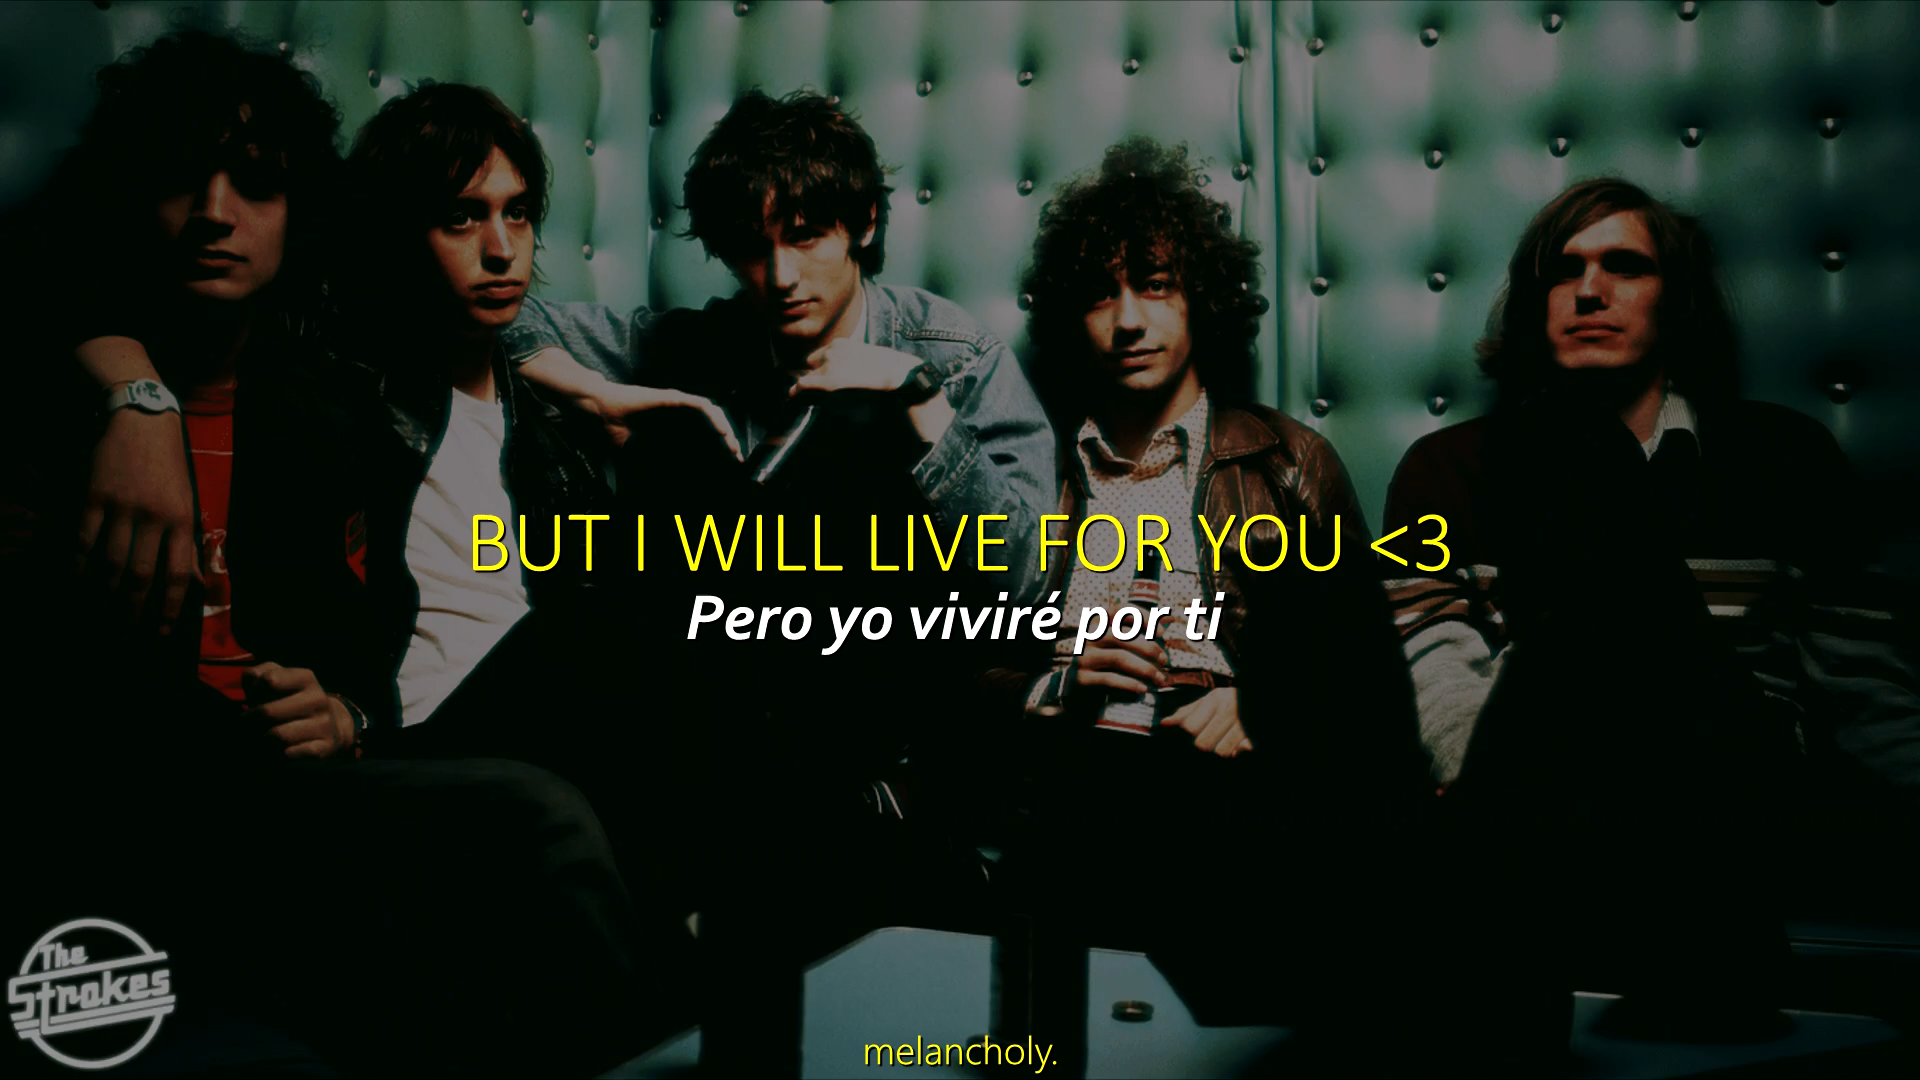 BUT I WILL LIVE FOR YOU <3
Pero yo viviré por ti
The
Strokes
melancholy.